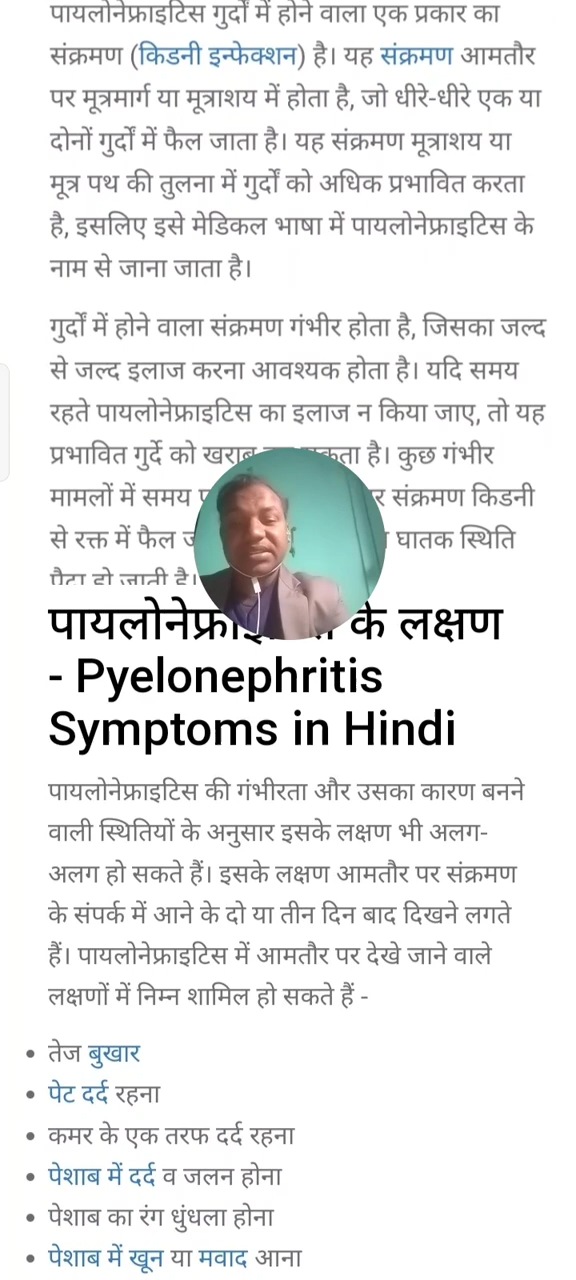 पायलोनेफ्राइटिस गुर्दों में होने वाला एक प्रकार का
संक्रमण (किडनी इन्फेक्शन) है। यह संक्रमण आमतौर
पर मूत्रमार्ग या मूत्राशय में होता है, जो धीरे-धीरे एक या
दोनों गुर्दों में फैल जाता है। यह संक्रमण मूत्राशय या
मूत्र पथ की तुलना में गुर्दों को अधिक प्रभावित करता
है, इसलिए इसे मेडिकल भाषा में पायलोनेफ्राइटिस के
नाम से जाना जाता है।
गुर्दों में होने वाला संक्रमण गंभीर होता है, जिसका जल्द
से जल्द इलाज करना आवश्यक होता है। यदि समय
रहते पायलोनेफ्राइटिस का इलाज न किया जाए, तो यह
प्रभावित गुर्दे को है। कुछ गंभीर
मामलों में समय संक्रमण किडनी
से रक्त में फैल घातक स्थिति
पैदा हो जाती है।
के लक्षण
- Pyelonephritis
Symptoms in Hindi
पायलोनेफ्राइटिस की गंभीरता और उसका कारण बनने
वाली स्थितियों के अनुसार इसके लक्षण भी अलग-
अलग हो सकते हैं। इसके लक्षण आमतौर पर संक्रमण
के संपर्क में आने के दो या तीन दिन बाद दिखने लगते
हैं। पायलोनेफ्राइटिस में आमतौर पर देखे जाने वाले
लक्षणों में निम्न शामिल हो सकते हैं -
• तेज बुखार
• पेट दर्द रहना
• कमर के एक तरफ दर्द रहना
• पेशाब में दर्द व जलन होना
• पेशाब का रंग धुंधला होना
• पेशाब में खून या मवाद आना